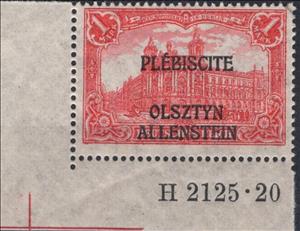 PLÉBISCITE
OLSZTYN
ALLENSTEIN
H 2125·20